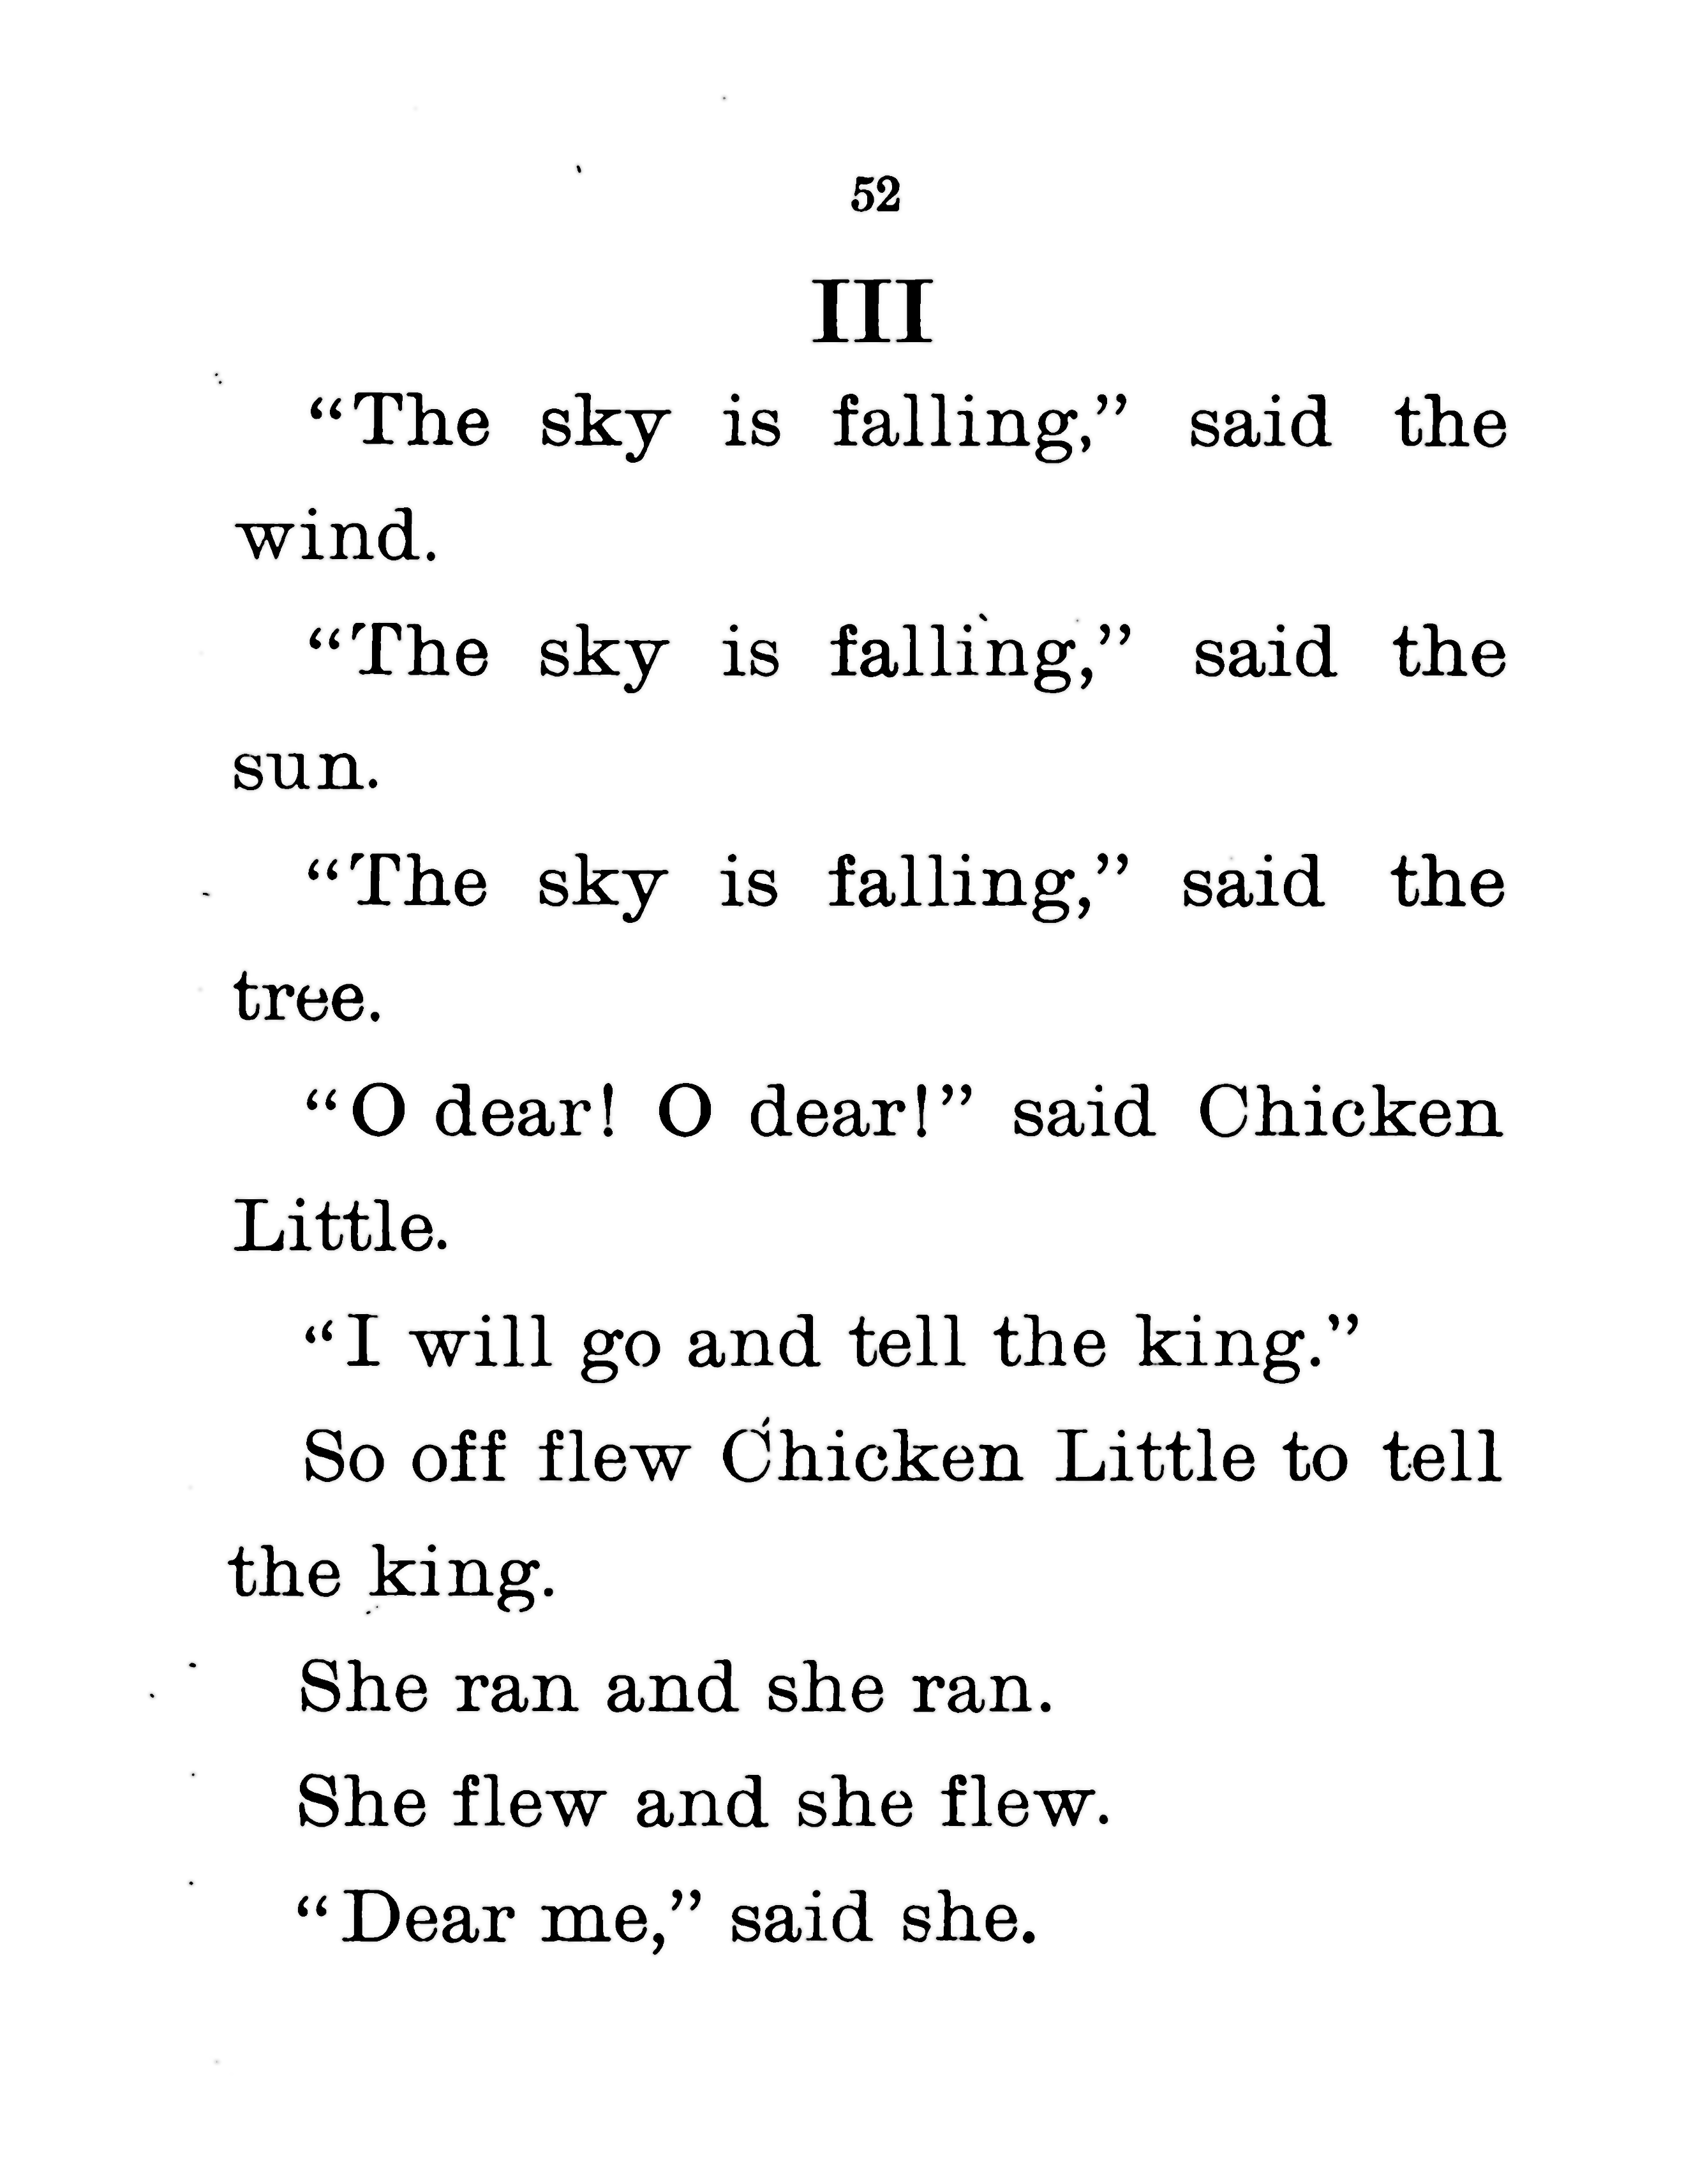 52
III
“The sky is falling,” said the
wind.
“The sky is falling,” said the
sun.
“The sky is falling,” said the
tree.
“O dear! O dear!” said Chicken
Little.
“I will go and tell the king.”
So off flew Chicken Little to tell
the king.
She ran and she ran.
She flew and she flew.
“Dear me,” said she.